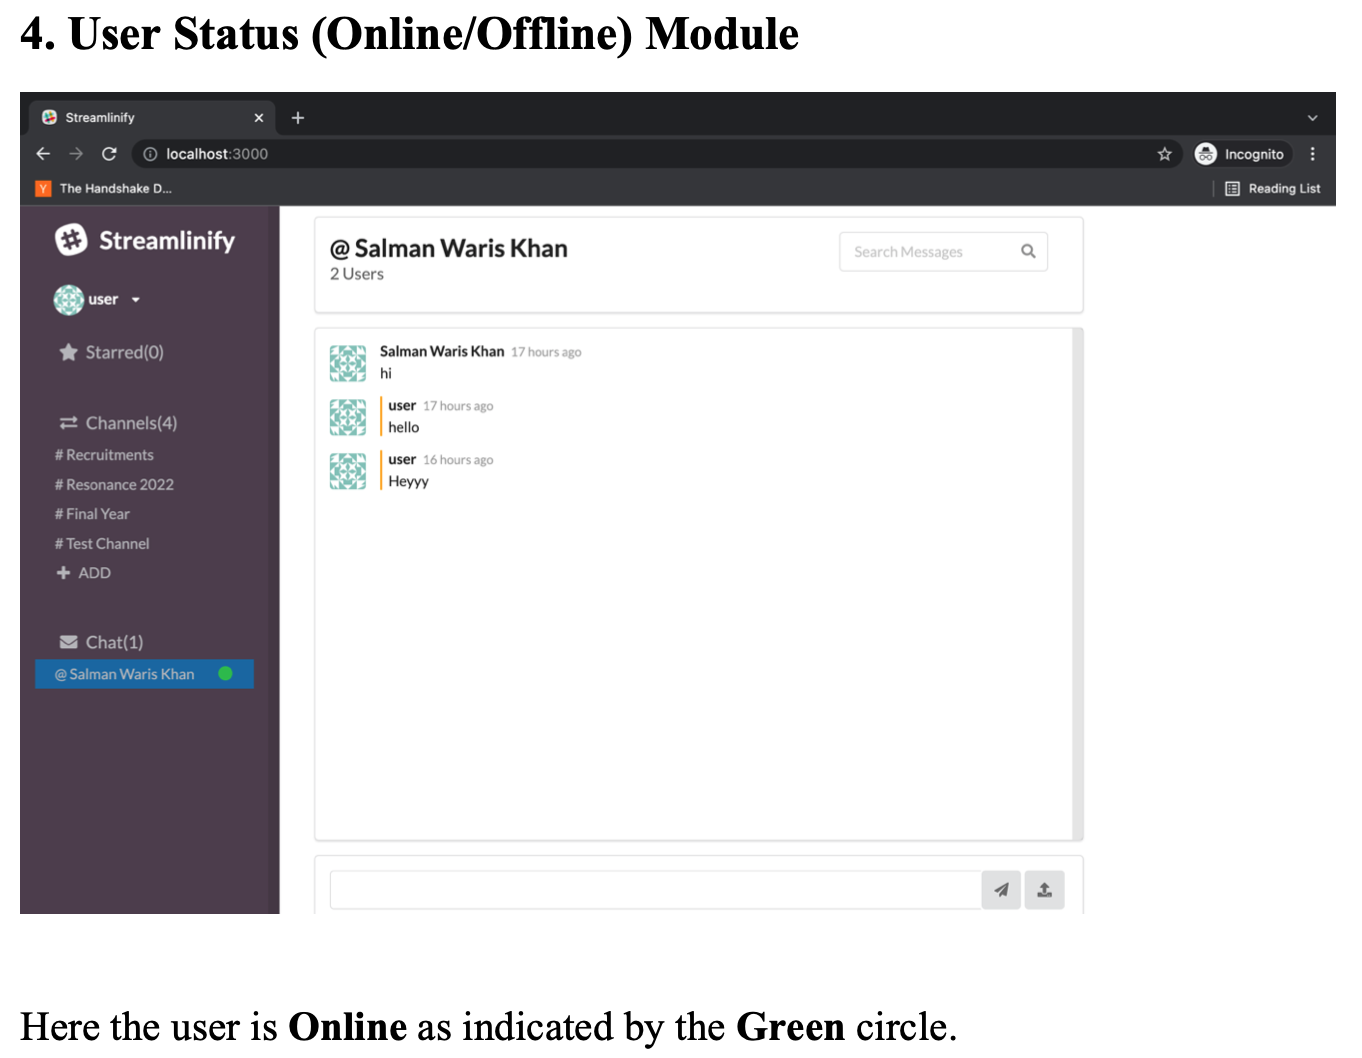 4. User Status (Online/Offline) Module
Streamlinify
localhost:3000
Incognito
Y The Handshake D...
Reading List
Streamlinify
user
Starred(0)
Channels(4)
# Recruitments
# Resonance 2022
# Final Year
# Test Channel
+ ADD
Chat(1)
@ Salman Waris Khan
@ Salman Waris Khan
2 Users
Search Messages
Salman Waris Khan 17 hours ago
hi
user 17 hours ago
hello
user 16 hours ago
Heyyy
Here the user is Online as indicated by the Green circle.